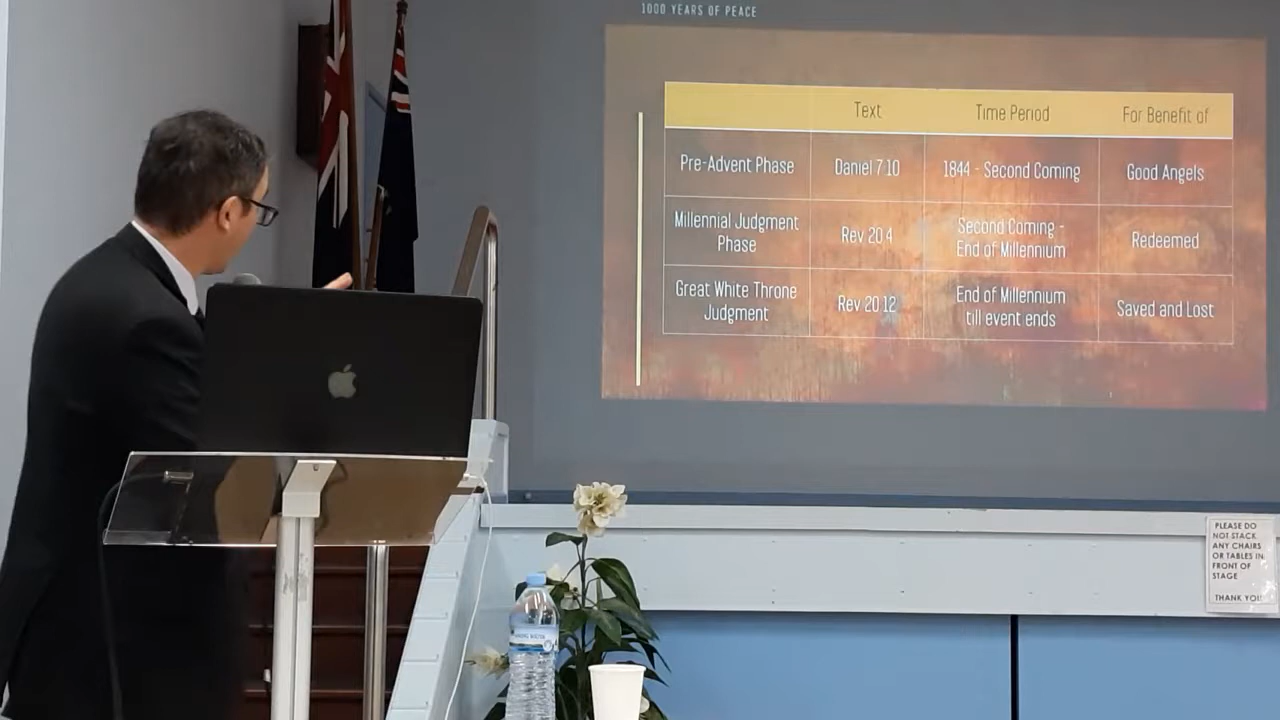 1000 YEARS OF PEACE
Text
Time Period
For Benefit of
Pre-Advent Phase
Daniel 7 10
1844 - Second Coming
Good Angels
Millennial Judgment
Phase
Rev 20 4
Second Coming -
End of Millennium
Redeemed
Great White Throne
Judgment
Rev 20 12
End of Millennium
till event ends
Saved and Lost
PLEASE DO
NOT STACK
ANY CHAIRS
OR TABLES IN
FRONT OF
STAGE
THANK YOU